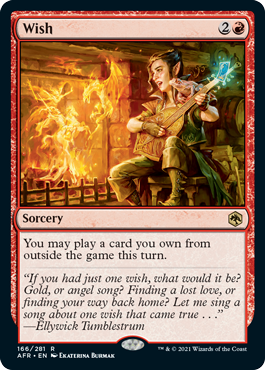 Wish 2R
Sorcery
You may play a card you own from
outside the game this turn.
“If you had just one wish, what would it be?
Gold, or angel song? Finding a lost love, or
finding your way back home? Let me sing a
song about one wish that came true . . .”
—Ellywick Tumblestrum
166/281 R
AFR • EN Ekaterina Burmak
™ & © 2021 Wizards of the Coast